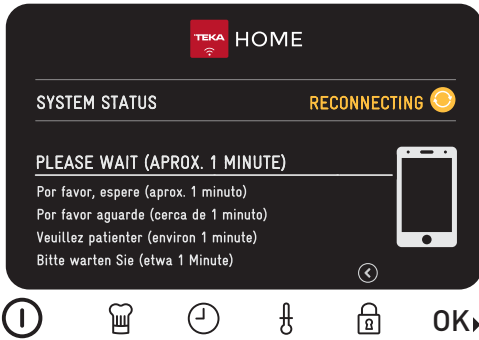 TEKA HOME
SYSTEM STATUS RECONNECTING
PLEASE WAIT (APROX. 1 MINUTE)
Por favor, espere (aprox. 1 minuto)
Por favor aguarde (cerca de 1 minuto)
Veuillez patienter (environ 1 minute)
Bitte warten Sie (etwa 1 Minute)
OK